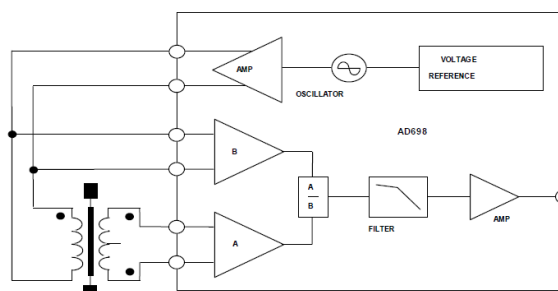 AMP
VOLTAGE
REFERENCE
OSCILLATOR
AD698
B
A
B
A
FILTER
AMP